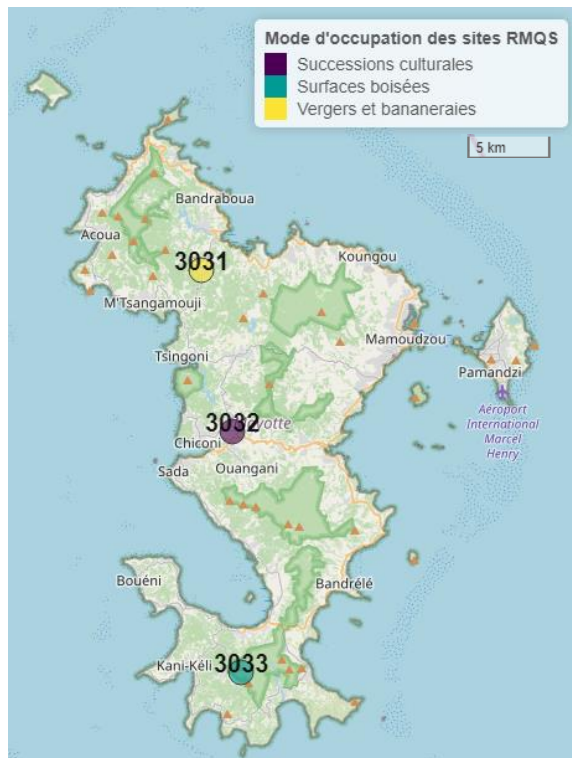 Mode d'occupation des sites RMQS
Successions culturales
Surfaces boisées
Vergers et bananeraies
5 km
Bandraboua
Acoua
3031
Koungou
M'Tsangamouji
Mamoudzou
Tsingoni
Pamandzi
Aéroport
International
Marcel
Henry
3032
yotte
Chiconi
Sada
Ouangani
Bouéni
Bandrélé
Kani-Kéli
3033